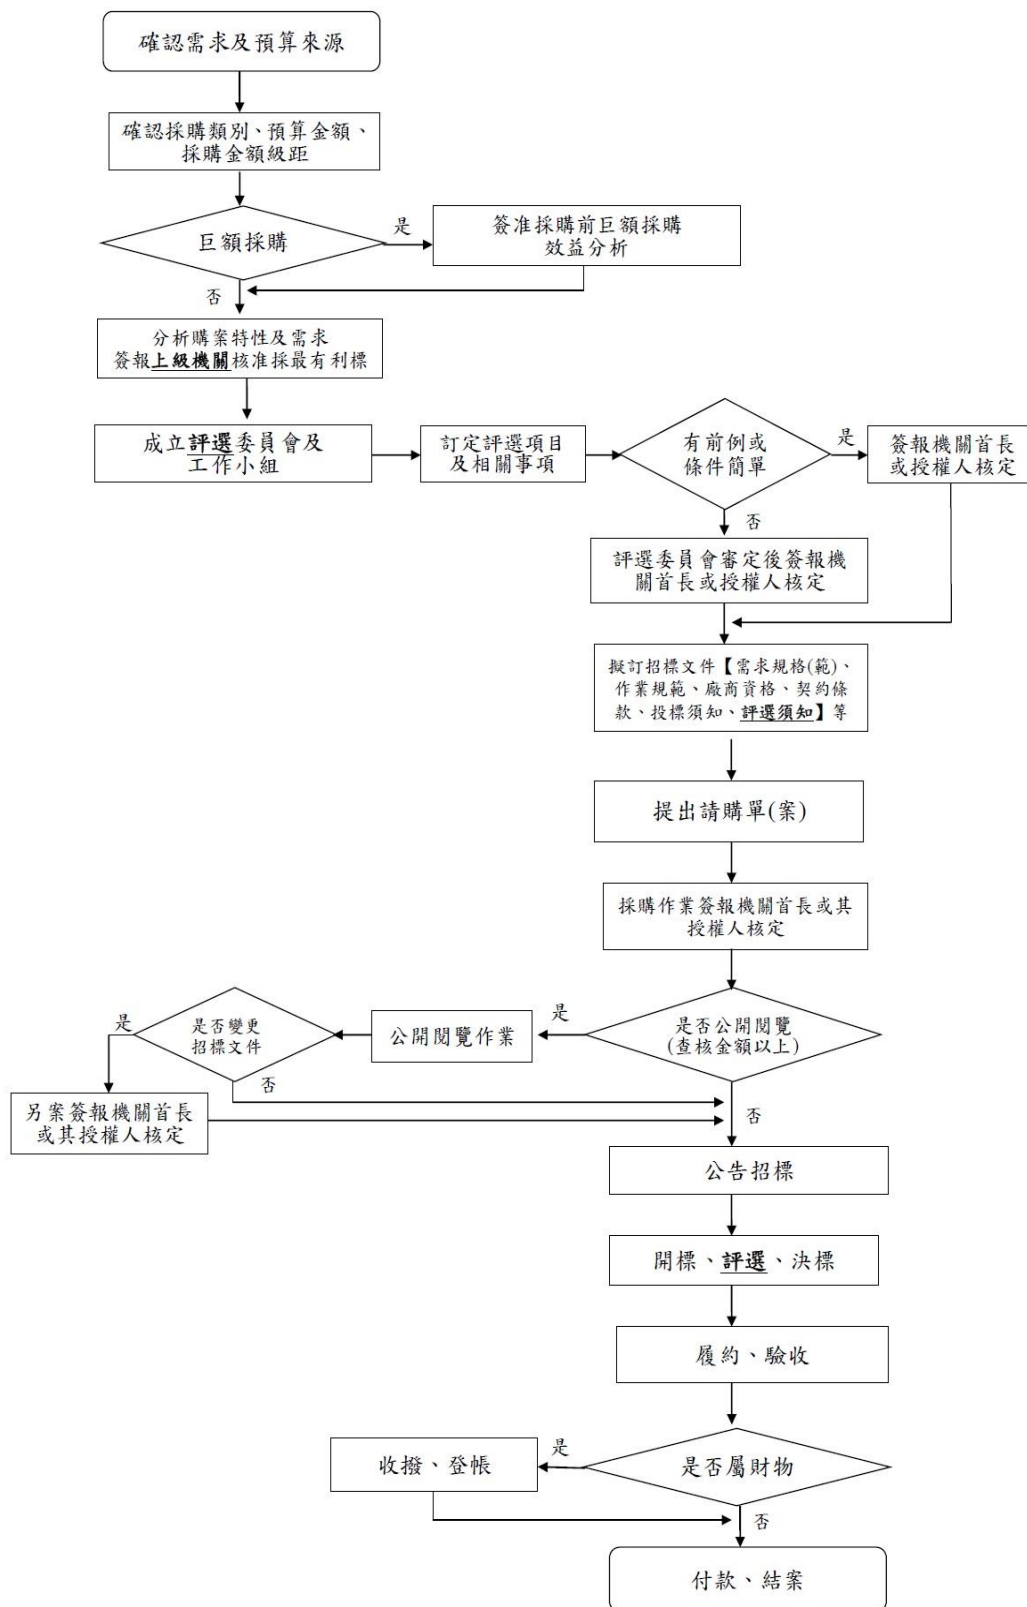 確認需求及預算來源
確認採購類別、預算金額、
採購金額級距
巨額採購
是
簽准採購前巨額採購
效益分析
否
分析購案特性及需求
簽報上級機關核准採最有利標
成立評選委員會及
工作小組
訂定評選項目
及相關事項
有前例或
條件簡單
是
簽報機關首長
或授權人核定
否
評選委員會審定後簽報機
關首長或授權人核定
擬訂招標文件【需求規格(範)、
作業規範、廠商資格、契約條
款、投標須知、評選須知】等
提出請購單(案)
採購作業簽報機關首長或其
授權人核定
是否公開閱覽
(查核金額以上)
是
公開閱覽作業
是否變更
招標文件
是
否
另案簽報機關首長
或其授權人核定
否
公告招標
開標、評選、決標
履約、驗收
是否屬財物
是
收撥、登帳
否
付款、結案